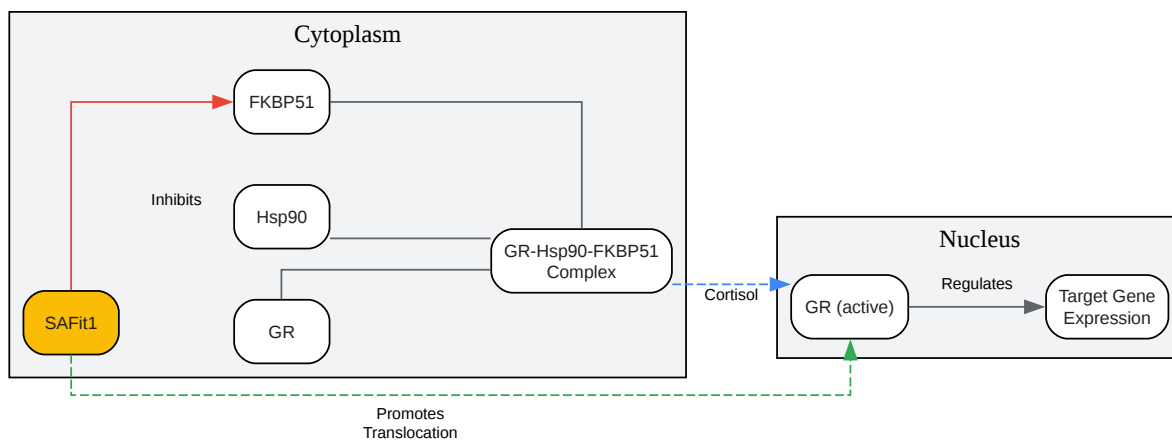 Cytoplasm
FKBP51
Inhibits
Hsp90
GR-Hsp90-FKBP51
Complex
SAFit1
GR
Cortisol
Nucleus
GR (active)
Regulates
Target Gene
Expression
Promotes
Translocation